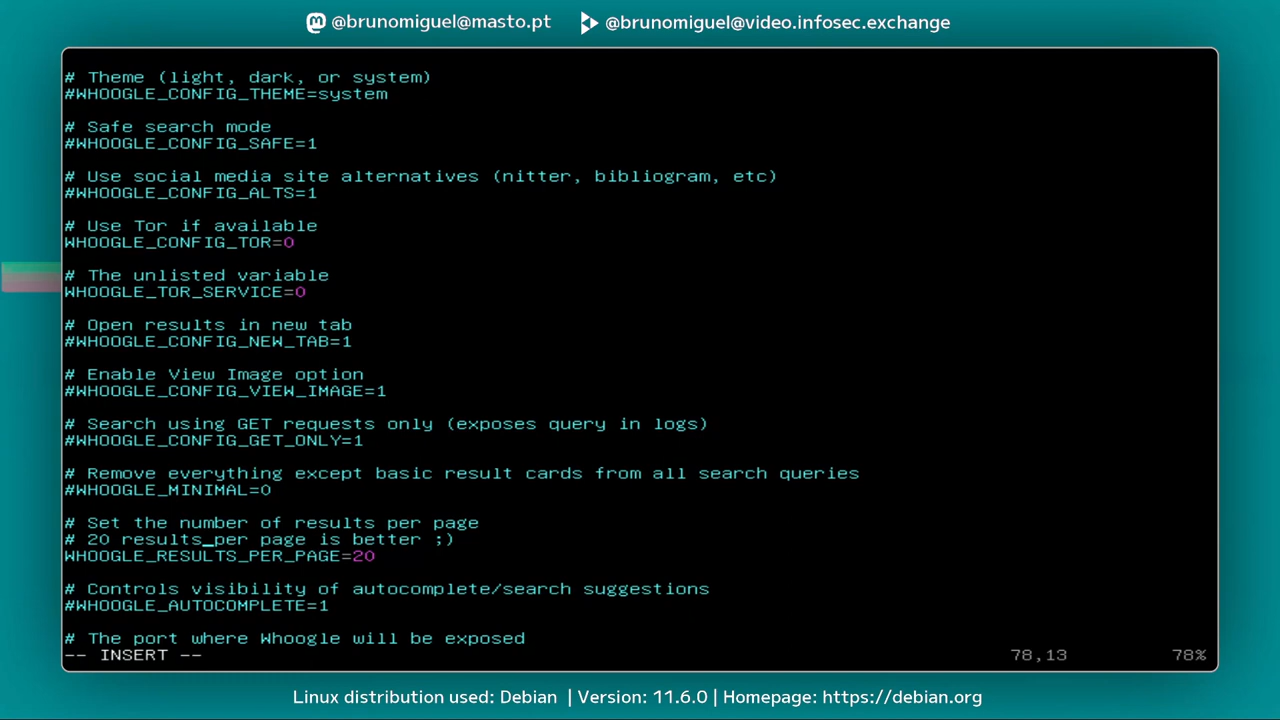 @brunomiguel@masto.pt @brunomiguel@video.infosec.exchange
# Theme (light, dark, or system)
#WHOOGLE_CONFIG_THEME=system
# Safe search mode
#WHOOGLE_CONFIG_SAFE=1
# Use social media site alternatives (nitter, bibliogram, etc)
#WHOOGLE_CONFIG_ALTS=1
# Use Tor if available
WHOOGLE_CONFIG_TOR=0
# The unlisted variable
WHOOGLE_TOR_SERVICE=0
# Open results in new tab
#WHOOGLE_CONFIG_NEW_TAB=1
# Enable View Image option
#WHOOGLE_CONFIG_VIEW_IMAGE=1
# Search using GET requests only (exposes query in logs)
#WHOOGLE_CONFIG_GET_ONLY=1
# Remove everything except basic result cards from all search queries
#WHOOGLE_MINIMAL=0
# Set the number of results per page
# 20 results per page is better ;)
WHOOGLE_RESULTS_PER_PAGE=20
# Controls visibility of autocomplete/search suggestions
#WHOOGLE_AUTOCOMPLETE=1
# The port where Whoogle will be exposed
-- INSERT -- 78,13 78%
Linux distribution used: Debian | Version: 11.6.0 | Homepage: https://debian.org